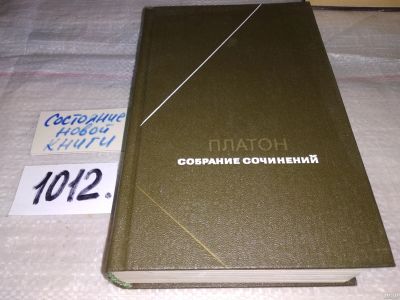 Состояние
новой
книги
1012.
ПЛАТОН
СОБРАНИЕ СОЧИНЕНИЙ